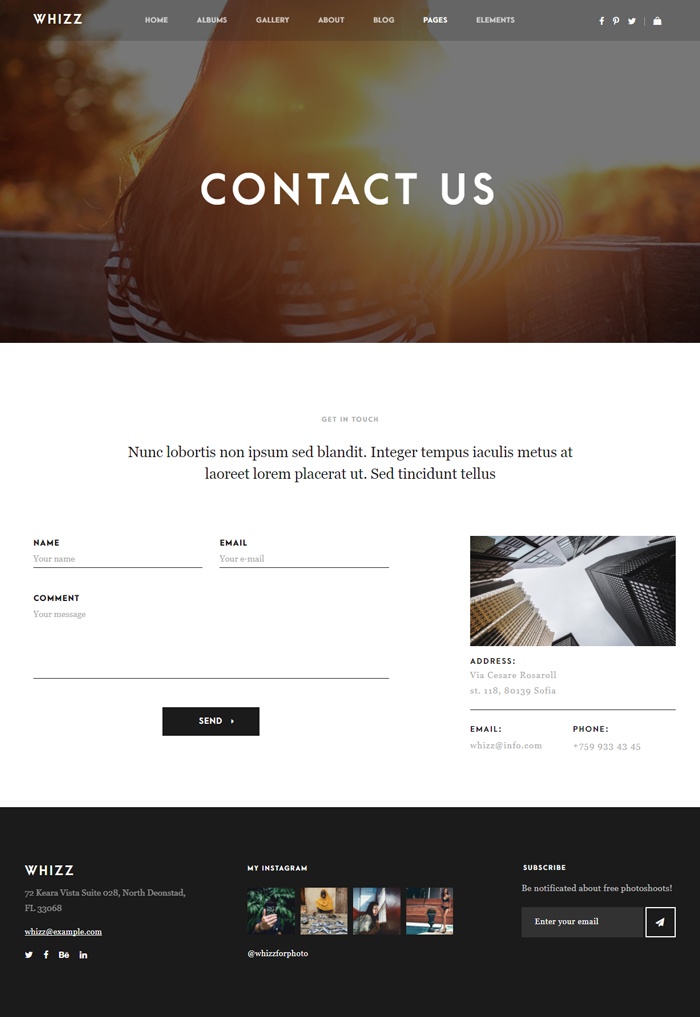 WHIZZ
HOME ALBUMS GALLERY ABOUT BLOG PAGES ELEMENTS
CONTACT US
GET IN TOUCH
Nunc lobortis non ipsum sed blandit. Integer tempus iaculis metus at
laoreet lorem placerat ut. Sed tincidunt tellus
NAME
Your name
EMAIL
Your e-mail
COMMENT
Your message
SEND
ADDRESS:
Via Cesare Rosaroll
st. 118, 80139 Sofia
EMAIL:
whizz@info.com
PHONE:
+759 933 43 45
WHIZZ
72 Keara Vista Suite 028, North Deonstad,
FL 33068
whizz@example.com
Bē
in
MY INSTAGRAM
@whizzforphoto
SUBSCRIBE
Be notificated about free photoshoots!
Enter your email